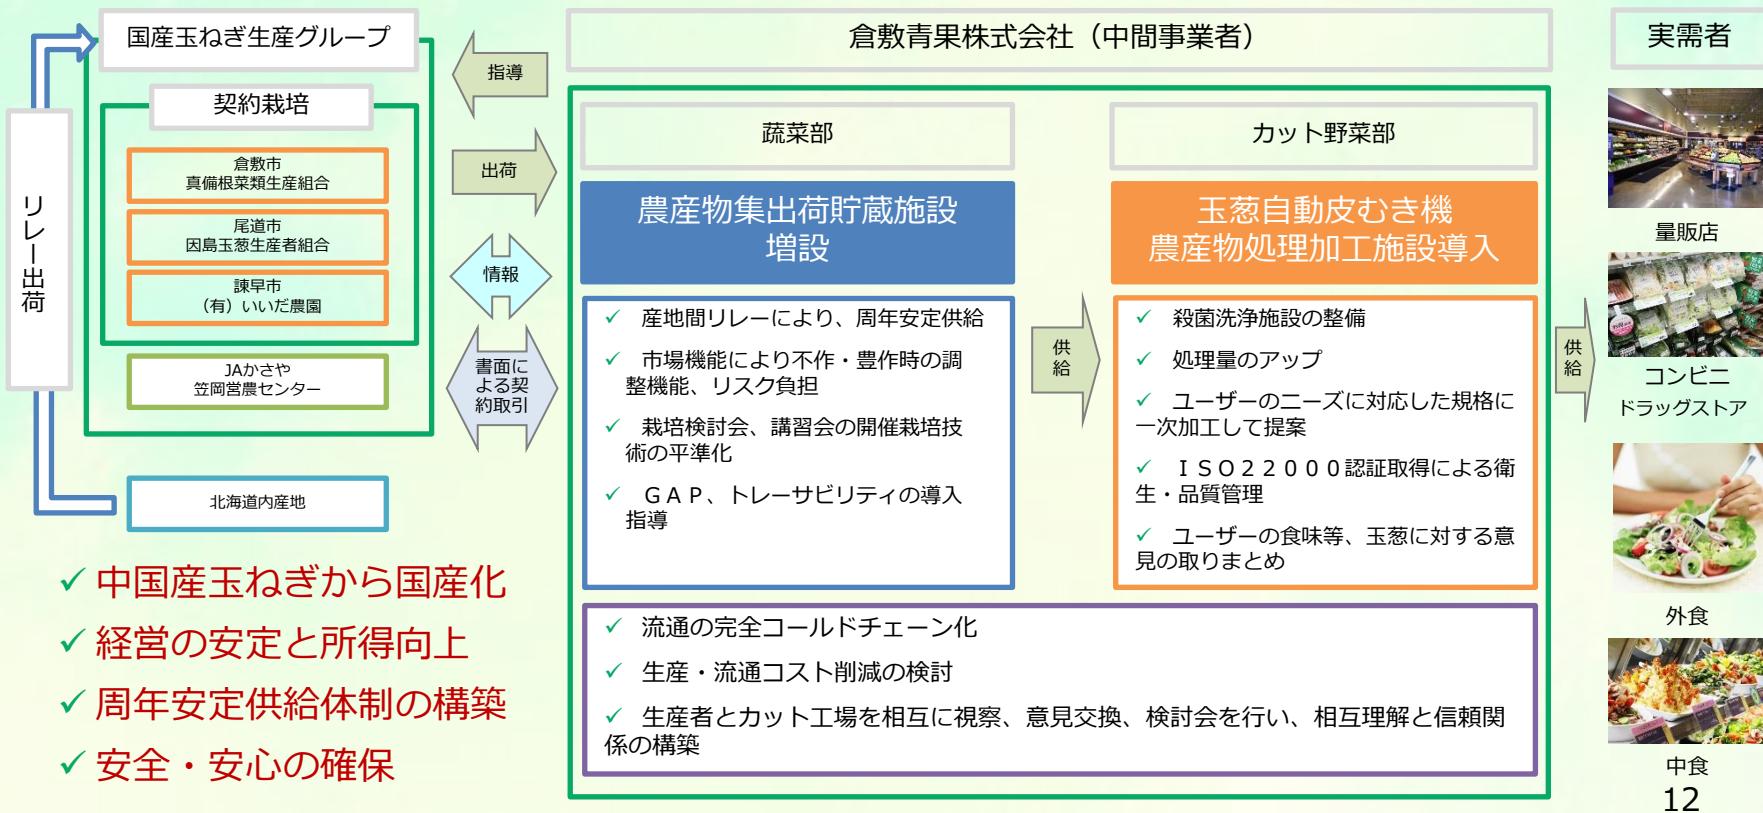 国産玉ねぎ生産グループ
契約栽培
倉敷市
真備根菜類生産組合
尾道市
因島玉葱生産者組合
諫早市
（有）いいだ農園
JAかさや
笠岡営農センター
北海道内産地
リレー出荷
指導
出荷
情報
書面に
よる契
約取引
倉敷青果株式会社（中間事業者）
蔬菜部
農産物集出荷貯蔵施設
増設
✓ 産地間リレーにより、周年安定供給
✓ 市場機能により不作・豊作時の調
整機能、リスク負担
✓ 栽培検討会、講習会の開催栽培技
術の平準化
✓ ＧＡＰ、トレーサビリティの導入
指導
供
給
カット野菜部
玉葱自動皮むき機
農産物処理加工施設導入
✓ 殺菌洗浄施設の整備
✓ 処理量のアップ
✓ ユーザーのニーズに対応した規格に
一次加工して提案
✓ ＩＳＯ２２０００認証取得による衛
生・品質管理
✓ ユーザーの食味等、玉葱に対する意
見の取りまとめ
✓ 流通の完全コールドチェーン化
✓ 生産・流通コスト削減の検討
✓ 生産者とカット工場を相互に視察、意見交換、検討会を行い、相互理解と信頼関
係の構築
供
給
実需者
量販店
コンビニ
ドラッグストア
外食
中食
✓ 中国産玉ねぎから国産化
✓ 経営の安定と所得向上
✓ 周年安定供給体制の構築
✓ 安全・安心の確保
12